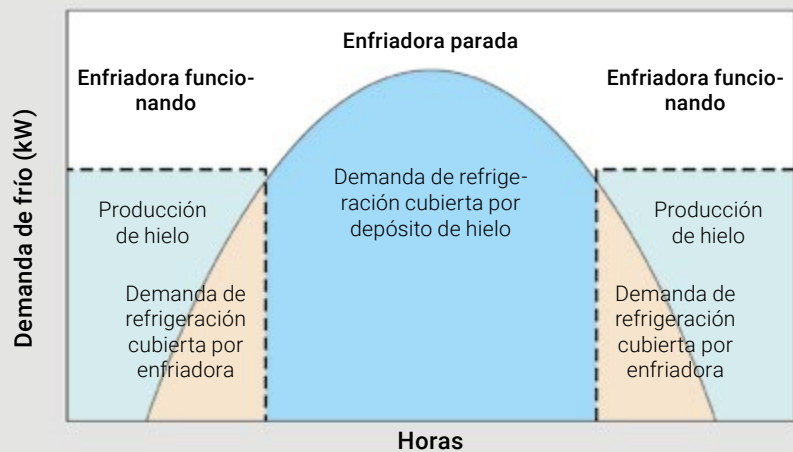 Enfriadora parada
Enfriadora funcio-
nando
Enfriadora funcio-
nando
Demanda de frío (kW)
Producción
de hielo
Demanda de refrige-
ración cubierta por
depósito de hielo
Producción
de hielo
Demanda de
refrigeración
cubierta por
enfriadora
Demanda de
refrigeración
cubierta por
enfriadora
Horas